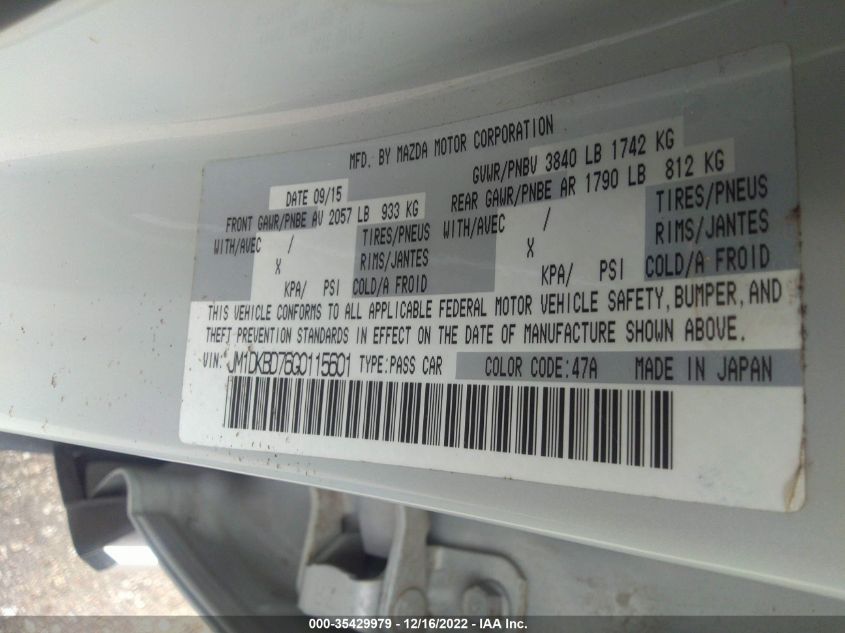 MFD. BY MAZDA MOTOR CORPORATION
DATE 09/15 GVWR/PNBV 3840 LB 1742 KG
FRONT GAWR/PNBE AV 2057 LB 933 KG REAR GAWR/PNBE AR 1790 LB 812 KG
WITH/AVEC / TIRES/PNEUS WITH/AVEC / TIRES/PNEUS
X RIMS/JANTES X RIMS/JANTES
KPA/ PSI COLD/A FROID KPA/ PSI COLD/A FROID
THIS VEHICLE CONFORMS TO ALL APPLICABLE FEDERAL MOTOR VEHICLE SAFETY, BUMPER, AND
THEFT PREVENTION STANDARDS IN EFFECT ON THE DATE OF MANUFACTURE SHOWN ABOVE.
VIN: JM1DKBD76G0115601 TYPE: PASS CAR COLOR CODE: 47A MADE IN JAPAN
000-35429979 - 12/16/2022 - IAA Inc.